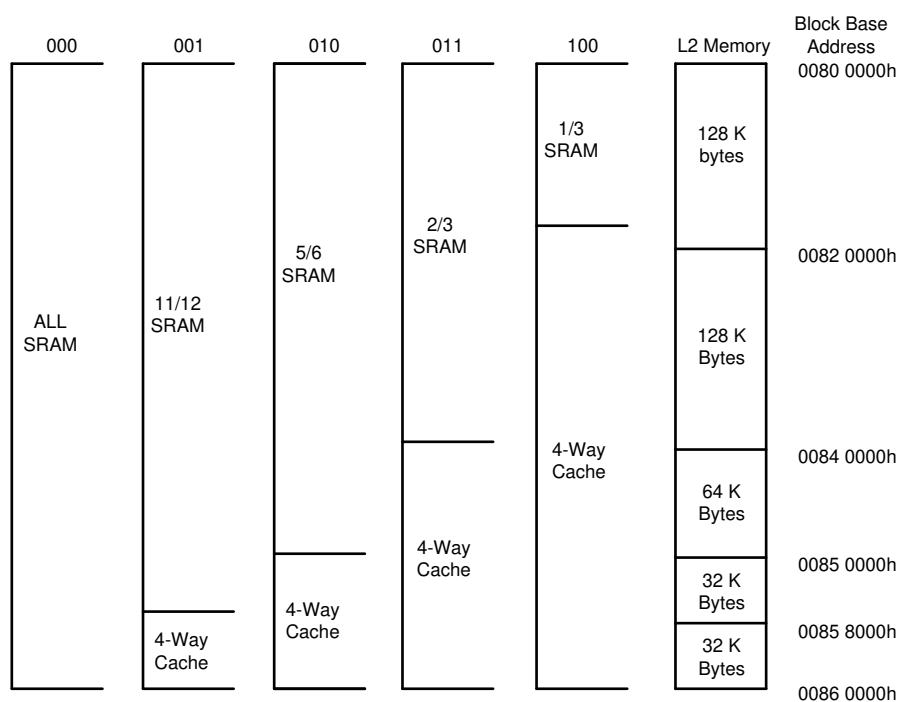 Block Base
000 001 010 011 100 L2 Memory Address
0080 0000h
1/3
SRAM
128 K
bytes
2/3
SRAM
5/6
SRAM
0082 0000h
11/12
SRAM
ALL
SRAM
128 K
Bytes
4-Way
Cache
0084 0000h
64 K
Bytes
4-Way
Cache
0085 0000h
32 K
Bytes
4-Way
Cache
0085 8000h
4-Way
Cache
32 K
Bytes
0086 0000h